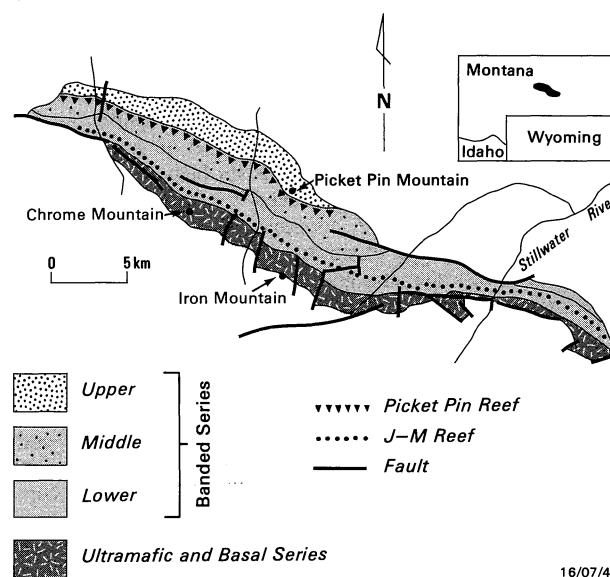 N
Montana
Wyoming
Idaho
Picket Pin Mountain
Chrome Mountain
Stillwater River
0 5 km
Iron Mountain
Upper
Middle
Lower
Banded Series
Ultramafic and Basal Series
Picket Pin Reef
J–M Reef
Fault
16/07/4